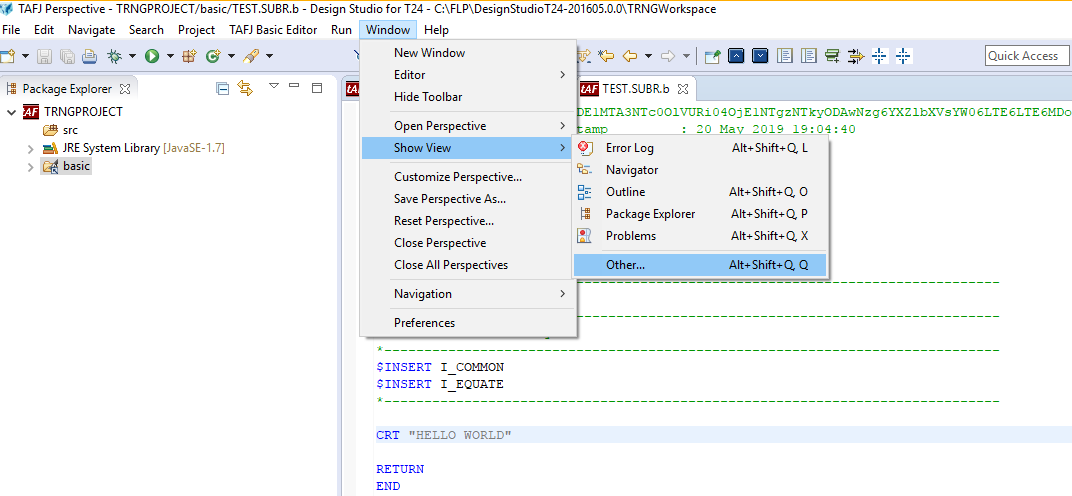 TAFJ Perspective - TRNGPROJECT/basic/TEST.SUBR.b - Design Studio for T24 - C:\FLP\DesignStudioT24-201605.0.0\TRNGWorkspace
File Edit Navigate Search Project TAFJ Basic Editor Run Window Help
Quick Access
Package Explorer
TRNGPROJECT
src
JRE System Library [JavaSE-1.7]
basic
New Window
Editor
Hide Toolbar
Open Perspective
Show View
Customize Perspective...
Save Perspective As...
Reset Perspective...
Close Perspective
Close All Perspectives
Navigation
Preferences
Error Log Alt+Shift+Q, L
Navigator
Outline Alt+Shift+Q, O
Package Explorer Alt+Shift+Q, P
Problems Alt+Shift+Q, X
Other... Alt+Shift+Q, Q
TEST.SUBR.b
: 20 May 2019 19:04:40
*-----------------------------------------------------------------------------
$INSERT I_COMMON
$INSERT I_EQUATE
*-----------------------------------------------------------------------------
CRT "HELLO WORLD"
RETURN
END